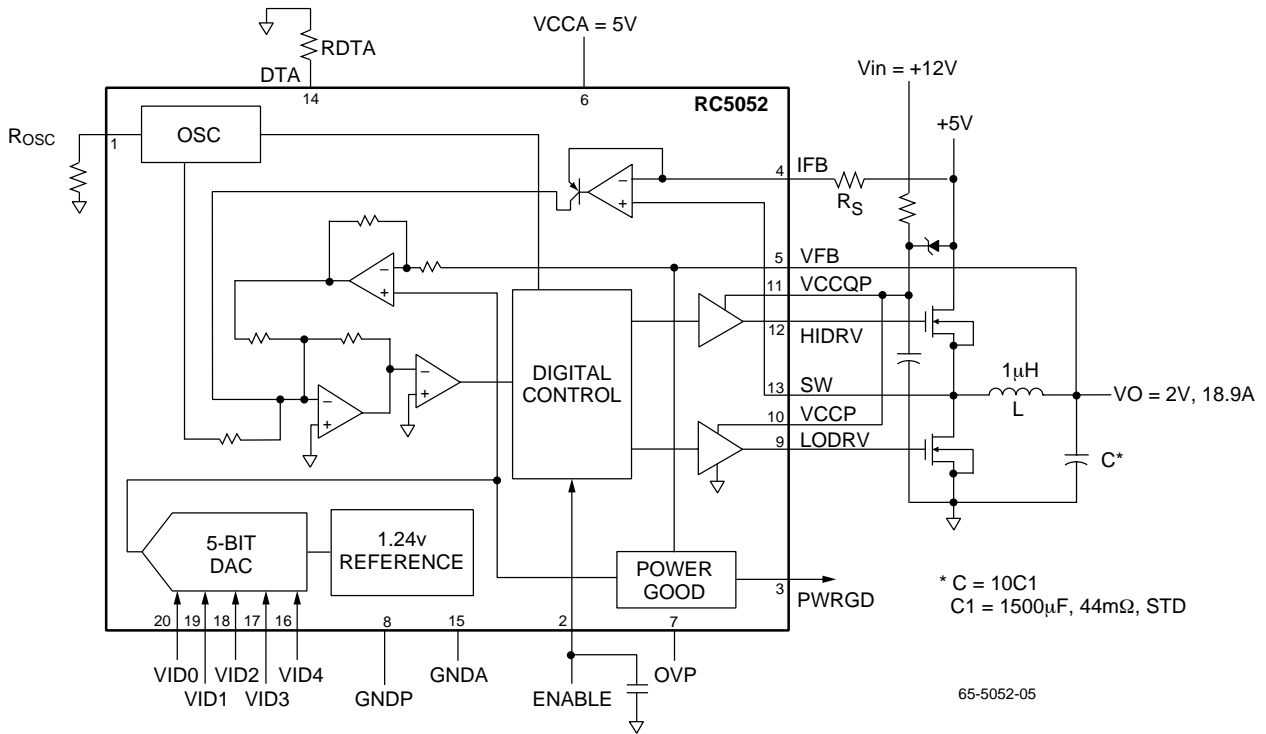 RDTA
VCCA = 5V
DTA
14
6
RC5052
Vin = +12V
+5V
ROSC
1
OSC
4
IFB
RS
–
+
5
VFB
–
+
11
VCCQP
12
HIDRV
DIGITAL
CONTROL
1µH
L
13
SW
VO = 2V, 18.9A
–
+
–
+
10
VCCP
9
LODRV
C*
5-BIT
DAC
1.24v
REFERENCE
POWER
GOOD
3
PWRGD
* C = 10C1
C1 = 1500µF, 44mΩ, STD
20
19
18
17
16
8
15
2
7
VID0
VID2
VID4
GNDA
OVP
VID1
VID3
GNDP
ENABLE
65-5052-05